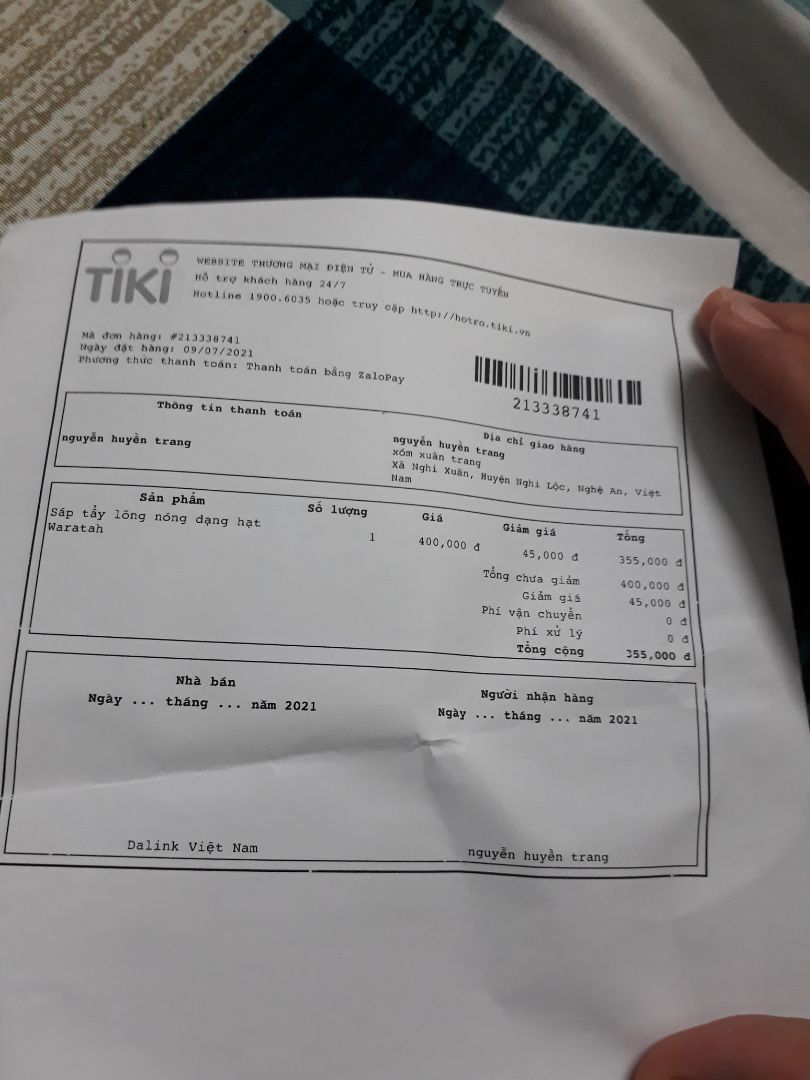 TIKI
WEBSITE THƯƠNG MẠI ĐIỆN TỬ - MUA HÀNG TRỰC TUYẾN
Hỗ trợ khách hàng 24/7
Hotline 1900.6035 hoặc truy cập http://hotro.tiki.vn
Mã đơn hàng: #213338741
Ngày đặt hàng: 09/07/2021
Phương thức thanh toán: Thanh toán bằng ZaloPay
213338741
Thông tin thanh toán
nguyễn huyền trang
Địa chỉ giao hàng
nguyễn huyền trang
xóm xuân trang
Xã Nghi Xuân, Huyện Nghi Lộc, Nghệ An, Việt
Nam
Sản phẩm Số lượng Giá Giảm giá Tổng
Sáp tẩy lông nóng dạng hạt
Waratah
1 400,000 đ 45,000 đ 355,000 đ
Tổng chưa giảm 400,000 đ
Giảm giá 45,000 đ
Phí vận chuyển 0 đ
Phí xử lý 0 đ
Tổng cộng 355,000 đ
Nhà bán
Ngày ... tháng ... năm 2021
Người nhận hàng
Ngày ... tháng ... năm 2021
Dalink Việt Nam
nguyễn huyền trang